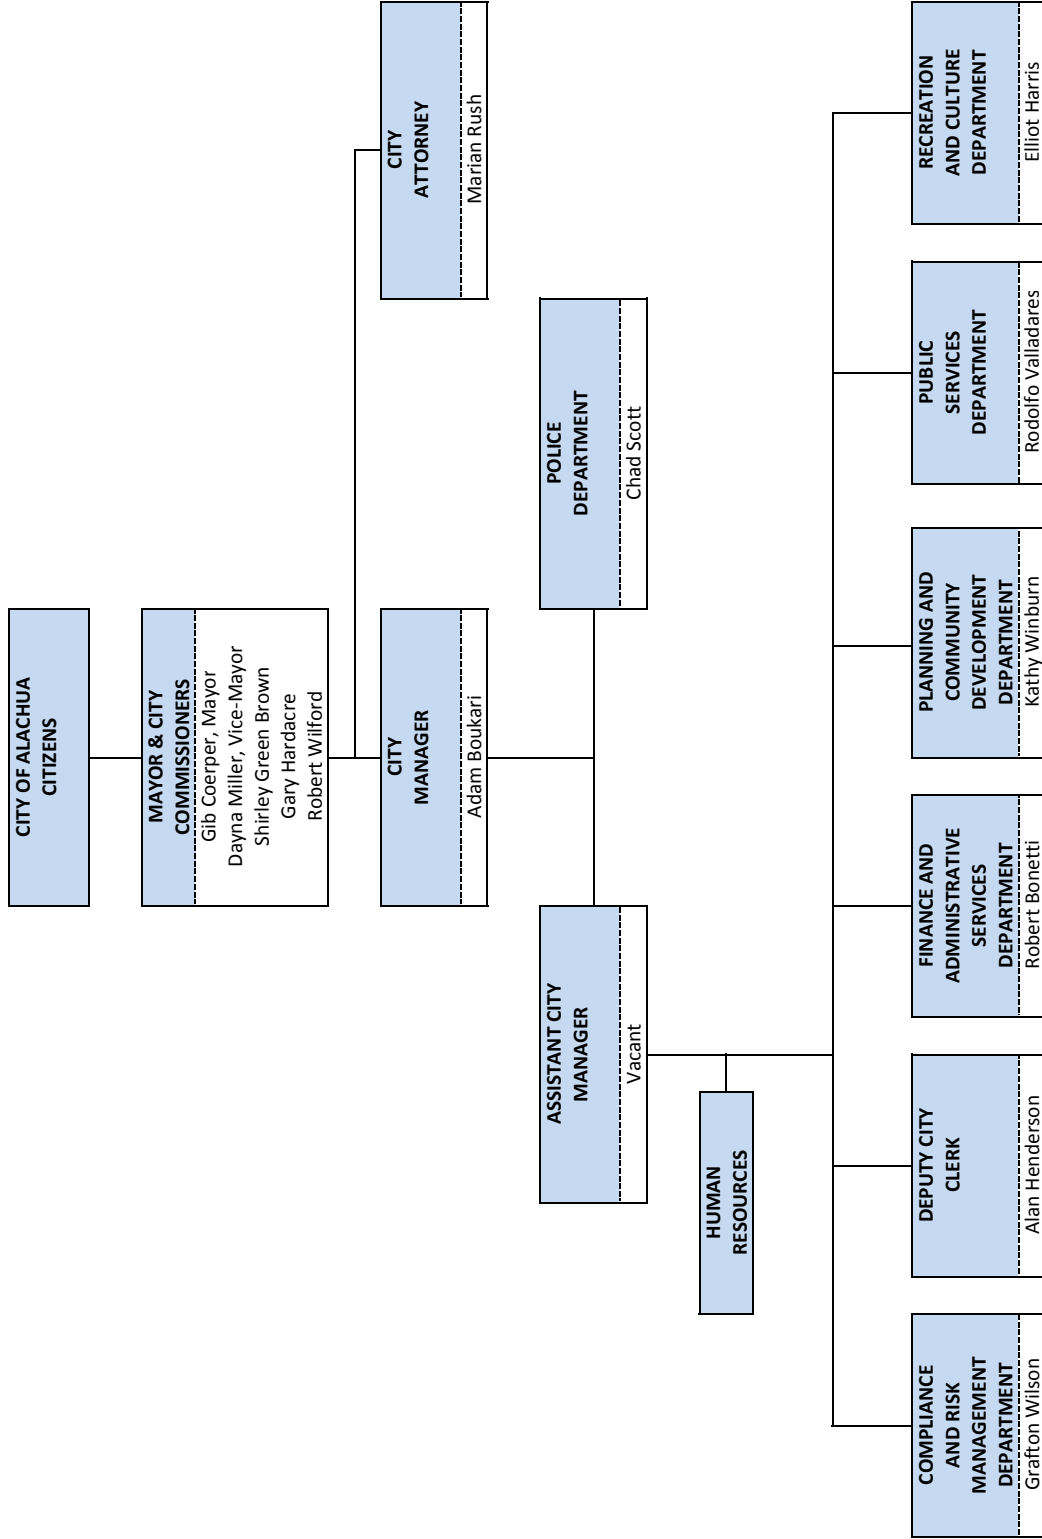 CITY OF ALACHUA
CITIZENS
MAYOR & CITY
COMMISSIONERS
Gib Coerper, Mayor
Dayna Miller, Vice-Mayor
Shirley Green Brown
Gary Hardacre
Robert Wilford
CITY
MANAGER
Adam Boukari
CITY
ATTORNEY
Marian Rush
ASSISTANT CITY
MANAGER
Vacant
POLICE
DEPARTMENT
Chad Scott
HUMAN
RESOURCES
COMPLIANCE
AND RISK
MANAGEMENT
DEPARTMENT
Grafton Wilson
DEPUTY CITY
CLERK
Alan Henderson
FINANCE AND
ADMINISTRATIVE
SERVICES
DEPARTMENT
Robert Bonetti
PLANNING AND
COMMUNITY
DEVELOPMENT
DEPARTMENT
Kathy Winburn
PUBLIC
SERVICES
DEPARTMENT
Rodolfo Valladares
RECREATION
AND CULTURE
DEPARTMENT
Elliot Harris